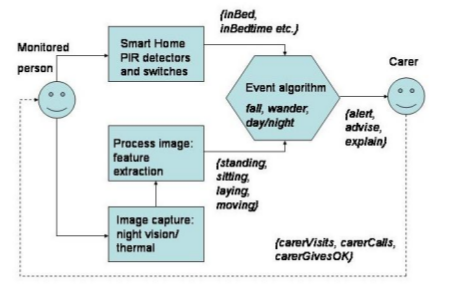 Monitored
person
Smart Home
PIR detectors
and switches
{inBed,
inBedtime etc.}
Event algorithm
fall, wander,
day/night
Carer
{alert,
advise,
explain}
Process image:
feature
extraction
{standing,
sitting,
laying,
moving}
Image capture:
night vision/
thermal
{carerVisits, carerCalls,
carerGivesOK}